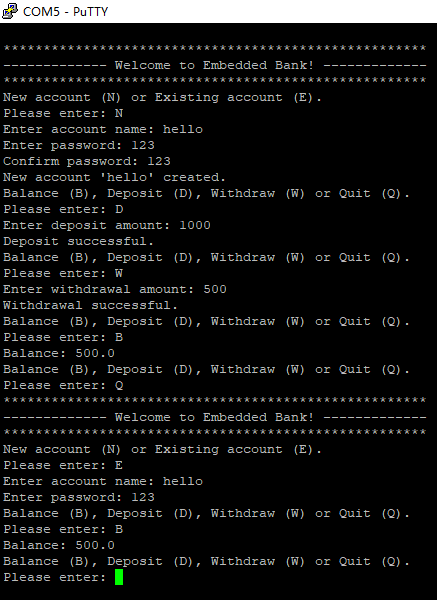 COM5 - PuTTY
*****************************************************
------------- Welcome to Embedded Bank! -------------
*****************************************************
New account (N) or Existing account (E).
Please enter: N
Enter account name: hello
Enter password: 123
Confirm password: 123
New account 'hello' created.
Balance (B), Deposit (D), Withdraw (W) or Quit (Q).
Please enter: D
Enter deposit amount: 1000
Deposit successful.
Balance (B), Deposit (D), Withdraw (W) or Quit (Q).
Please enter: W
Enter withdrawal amount: 500
Withdrawal successful.
Balance (B), Deposit (D), Withdraw (W) or Quit (Q).
Please enter: B
Balance: 500.0
Balance (B), Deposit (D), Withdraw (W) or Quit (Q).
Please enter: Q
*****************************************************
------------- Welcome to Embedded Bank! -------------
*****************************************************
New account (N) or Existing account (E).
Please enter: E
Enter account name: hello
Enter password: 123
Balance (B), Deposit (D), Withdraw (W) or Quit (Q).
Please enter: B
Balance: 500.0
Balance (B), Deposit (D), Withdraw (W) or Quit (Q).
Please enter: